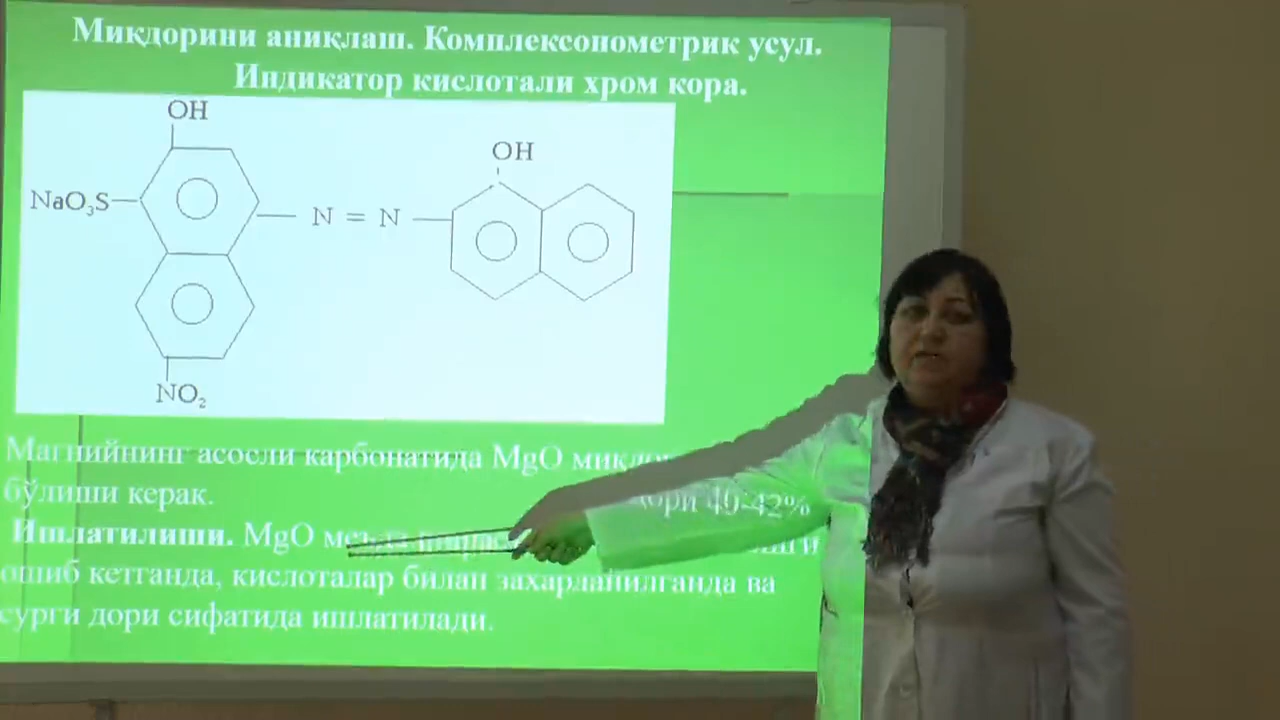 Миқдорини аниқлаш. Комплексонометрик усул.
Индикатор кислотали хром кора.
OH
OH
NaO₃S
N = N
NO₂
Магнийнинг асосли карбонатида MgO
40-42%
бўлиши керак.
Ишлатилиши. MgO
ошиб кетганда, кислоталар билан захарланилганда ва
сурги дори сифатида ишлатилади.